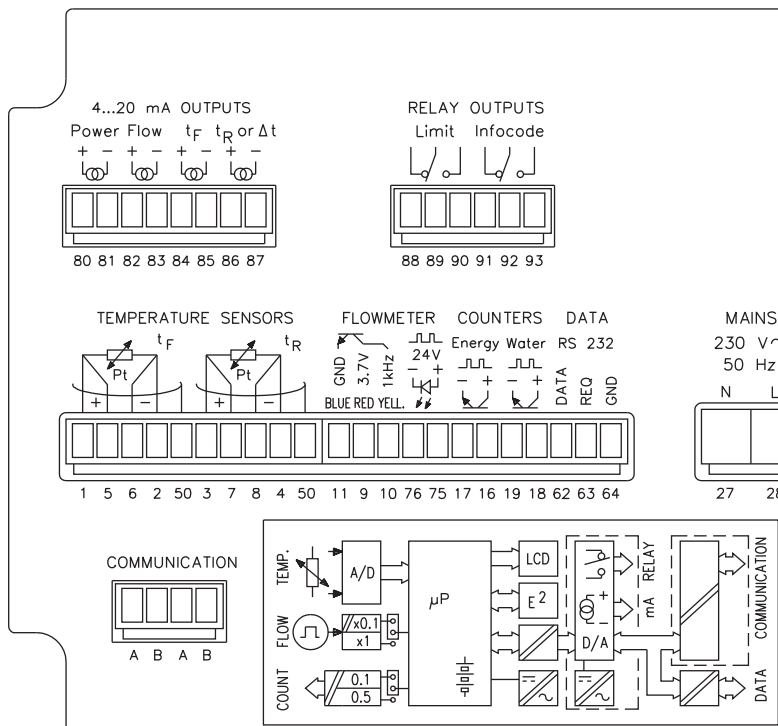 4...20 mA OUTPUTS
Power Flow tF tR or Δt
+ − + − + − + −
80 81 82 83 84 85 86 87
RELAY OUTPUTS
Limit Infocode
88 89 90 91 92 93
TEMPERATURE SENSORS
tF tR
Pt Pt
+ − + −
FLOWMETER
GND 3.7V 1kHz
24V
− +
BLUE RED YELL.
COUNTERS
Energy Water
− + − +
DATA
RS 232
DATA REQ GND
MAINS
230 V~
50 Hz
N L
1 5 6 2 50 3 7 8 4 50 11 9 10 76 75 17 16 19 18 62 63 64
27 28
COMMUNICATION
A B A B
TEMP.
A/D
µP
LCD
E2
RELAY
+
−
mA
D/A
COMMUNICATION
FLOW
x0.1
x1
COUNT
0.1
0.5
DATA